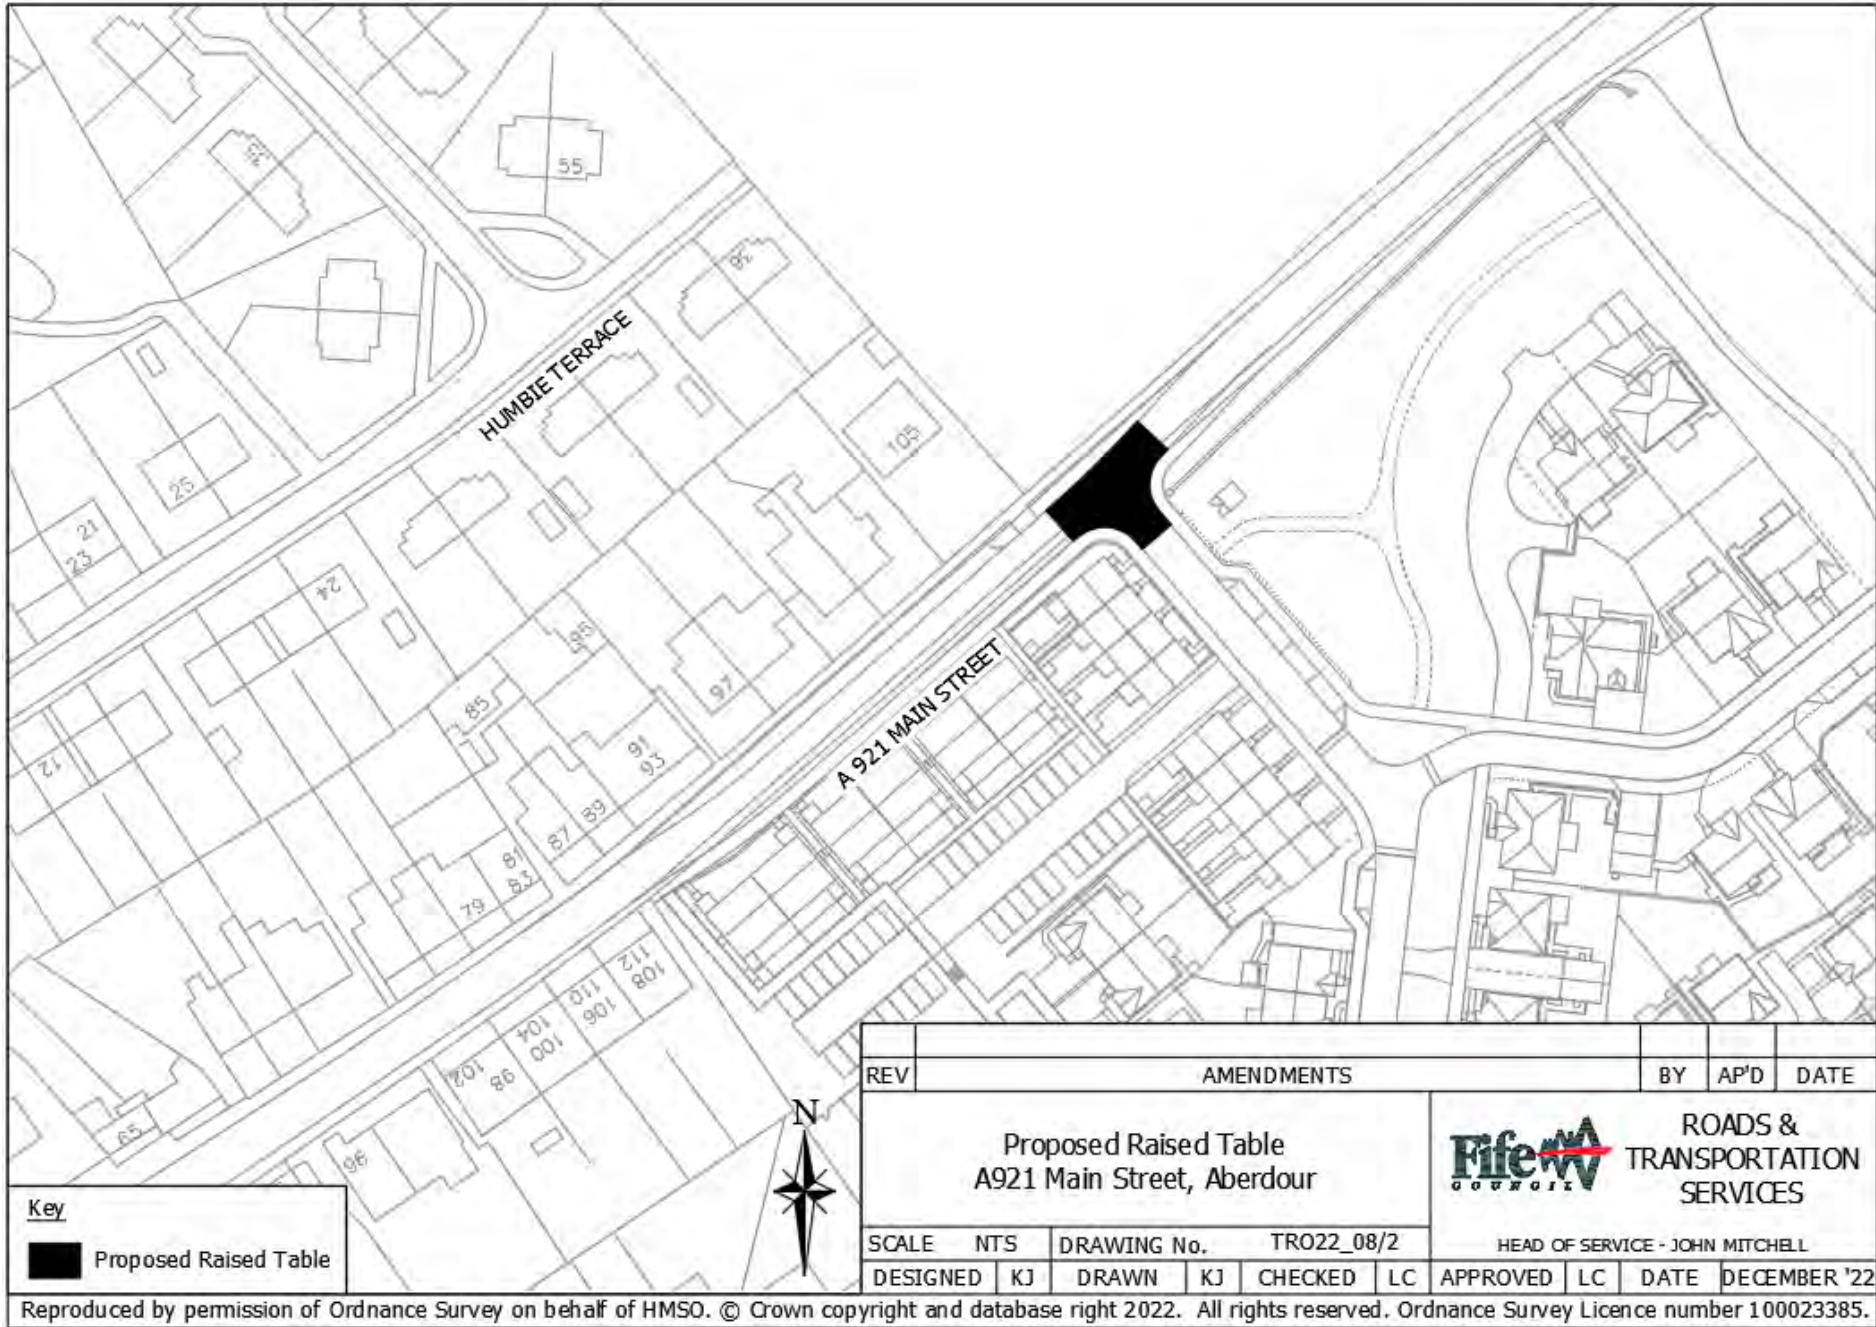 55
35
36
HUMBIE TERRACE
105
25
21
23
24
95
97
85
12
91
93
A 921 MAIN STREET
89
87
81
83
79
112
108
110
106
104
100
102
98
65
96
N
Key
Proposed Raised Table
REV AMENDMENTS BY AP'D DATE
Proposed Raised Table
A921 Main Street, Aberdour
Fife
COUNCIL
ROADS &
TRANSPORTATION
SERVICES
HEAD OF SERVICE - JOHN MITCHELL
SCALE NTS DRAWING No. TRO22_08/2
DESIGNED KJ DRAWN KJ CHECKED LC APPROVED LC DATE DECEMBER '22
Reproduced by permission of Ordnance Survey on behalf of HMSO. © Crown copyright and database right 2022. All rights reserved. Ordnance Survey Licence number 100023385.